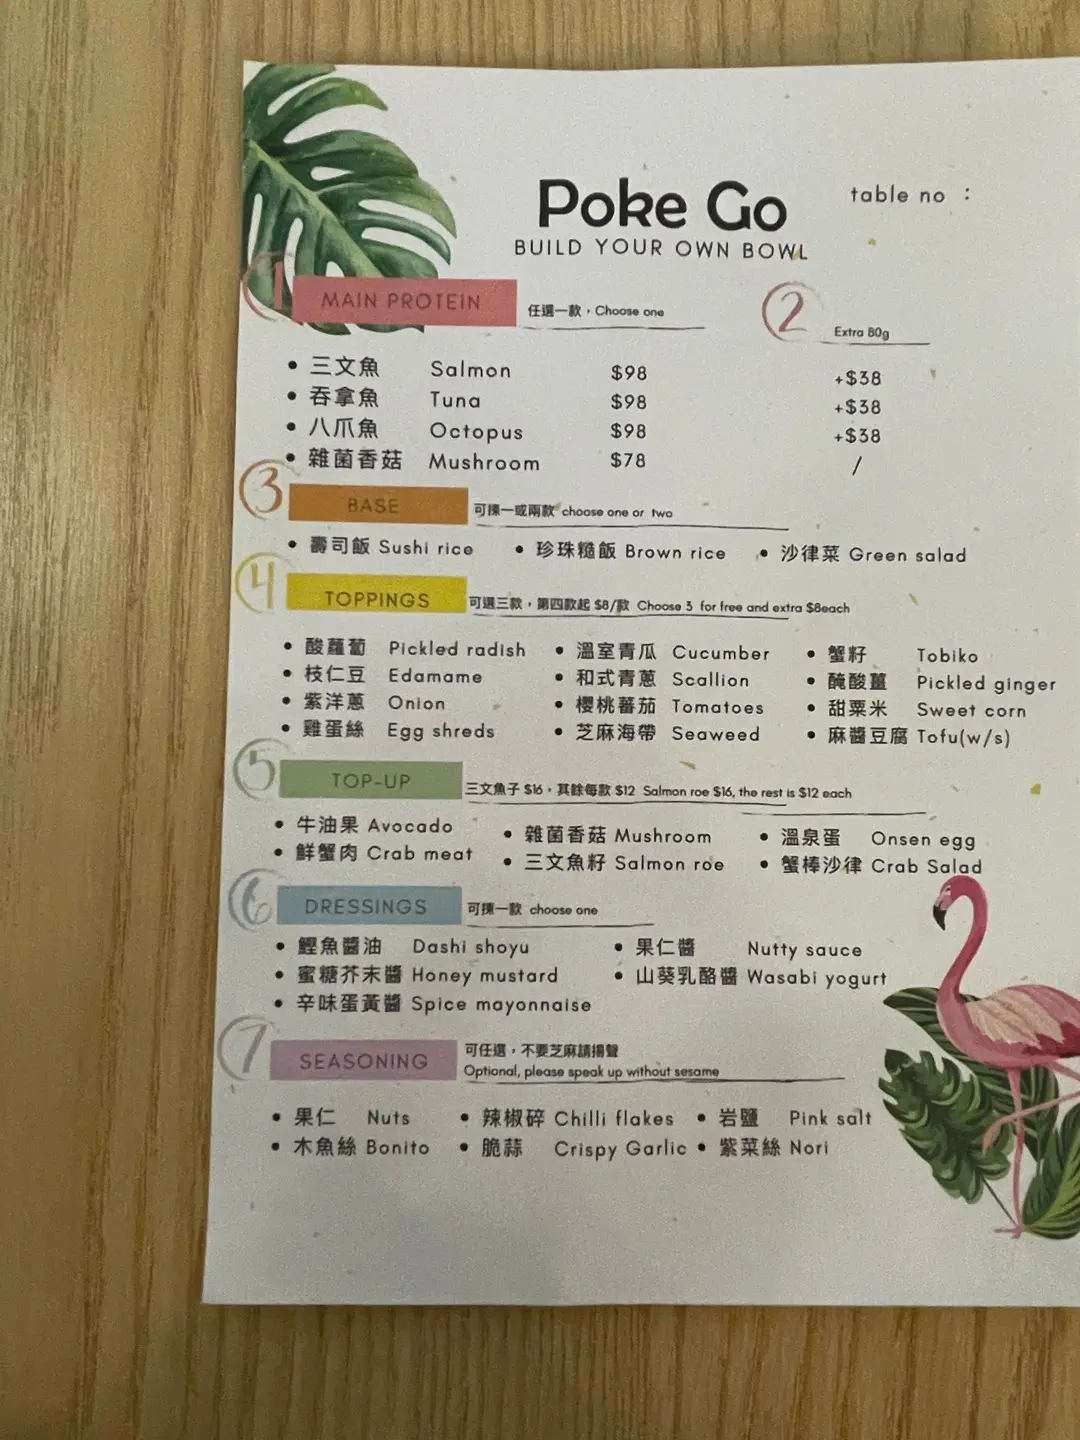 Poke Go
table no :
BUILD YOUR OWN BOWL
1 MAIN PROTEIN 任選一款，Choose one
2 Extra 80g
• 三文魚 Salmon $98 +$38
• 吞拿魚 Tuna $98 +$38
• 八爪魚 Octopus $98 +$38
• 雜菌香菇 Mushroom $78 /
3 BASE 可揀一或兩款 choose one or two
• 壽司飯 Sushi rice • 珍珠糙飯 Brown rice • 沙律菜 Green salad
4 TOPPINGS 可選三款，第四款起 $8/款 Choose 3 for free and extra $8each
• 酸蘿蔔 Pickled radish • 溫室青瓜 Cucumber • 蟹籽 Tobiko
• 枝仁豆 Edamame • 和式青蔥 Scallion • 醃酸薑 Pickled ginger
• 紫洋蔥 Onion • 櫻桃蕃茄 Tomatoes • 甜粟米 Sweet corn
• 雞蛋絲 Egg shreds • 芝麻海帶 Seaweed • 麻醬豆腐 Tofu(w/s)
5 TOP-UP 三文魚子 $16，其餘每款 $12 Salmon roe $16, the rest is $12 each
• 牛油果 Avocado • 雜菌香菇 Mushroom • 溫泉蛋 Onsen egg
• 鮮蟹肉 Crab meat • 三文魚籽 Salmon roe • 蟹棒沙律 Crab Salad
6 DRESSINGS 可揀一款 choose one
• 鰹魚醬油 Dashi shoyu • 果仁醬 Nutty sauce
• 蜜糖芥末醬 Honey mustard • 山葵乳酪醬 Wasabi yogurt
• 辛味蛋黃醬 Spice mayonnaise
7 SEASONING 可任選，不要芝麻請揚聲
Optional, please speak up without sesame
• 果仁 Nuts • 辣椒碎 Chilli flakes • 岩鹽 Pink salt
• 木魚絲 Bonito • 脆蒜 Crispy Garlic • 紫菜絲 Nori